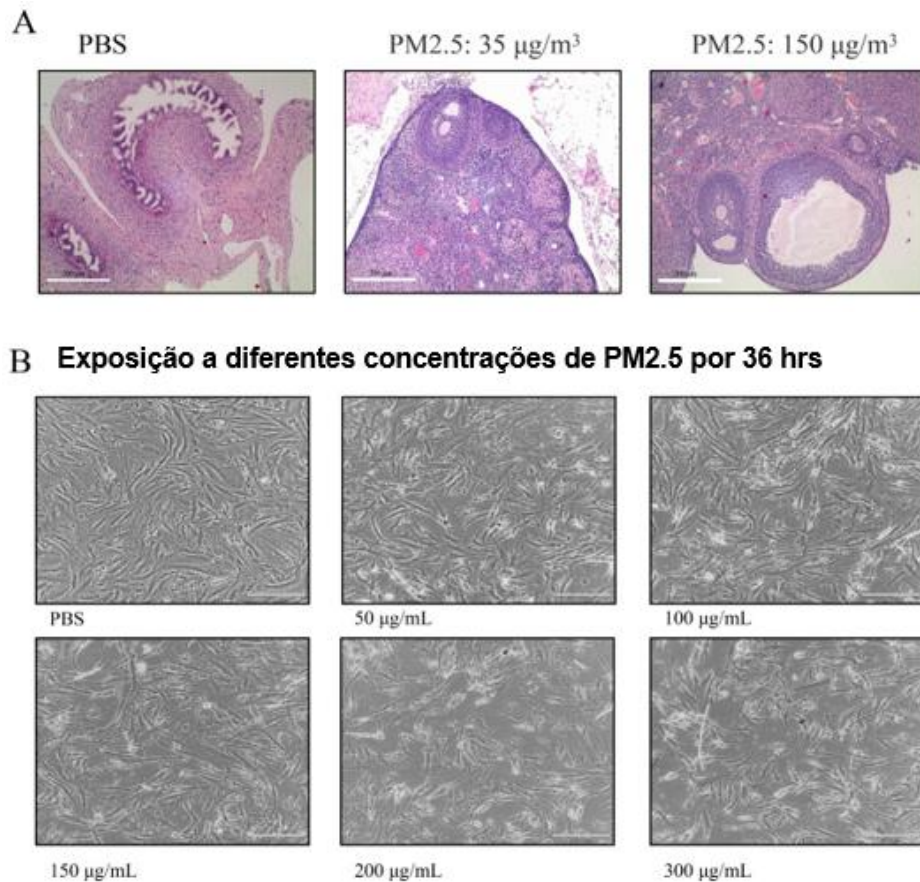 A
PBS
PM2.5: 35 μg/m³
PM2.5: 150 μg/m³
B Exposição a diferentes concentrações de PM2.5 por 36 hrs
PBS
50 μg/mL
100 μg/mL
150 μg/mL
200 μg/mL
300 μg/mL